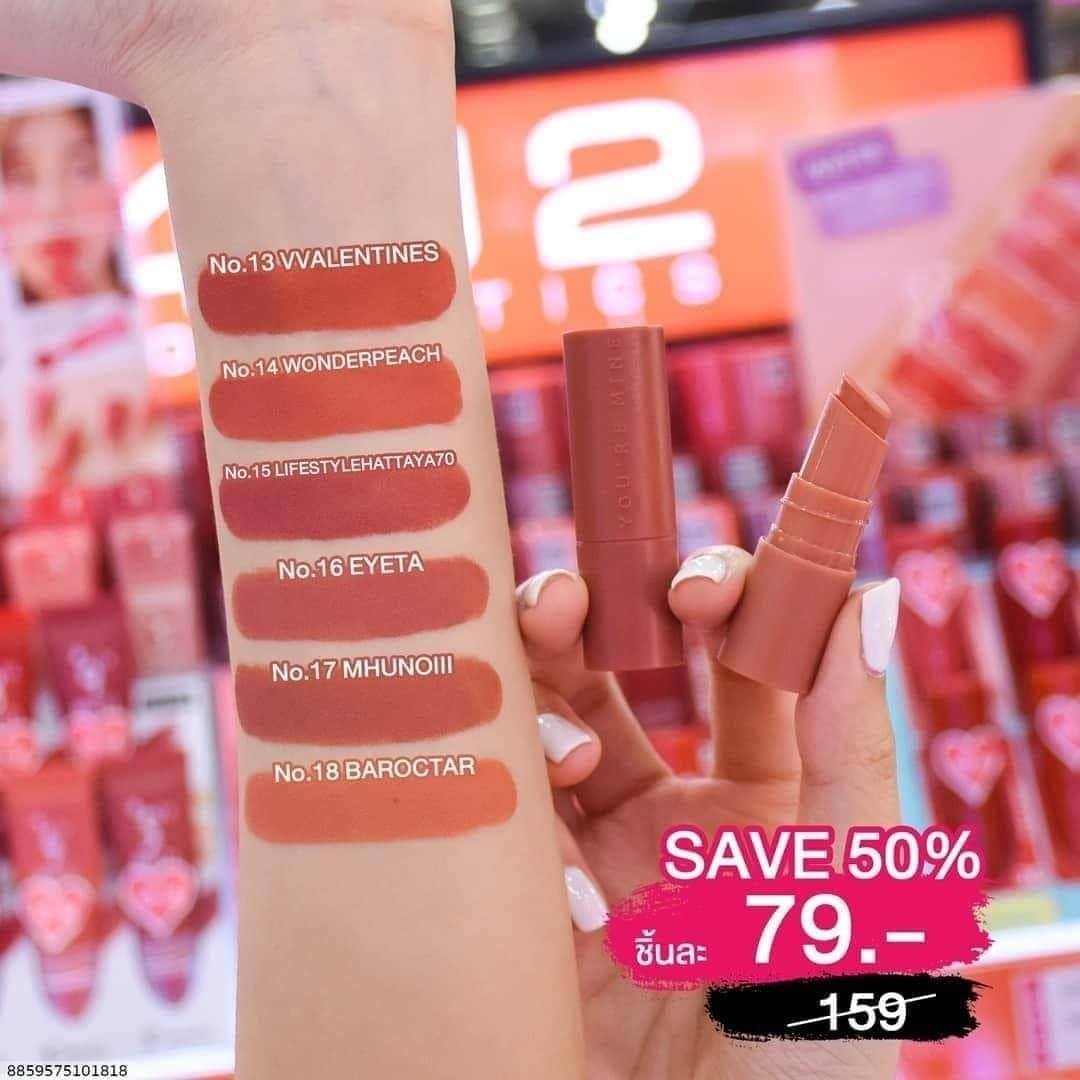 2
No.13 VVALENTINES
No.14 WONDERPEACH
No.15 LIFESTYLEHATTAYA70
No.16 EYETA
No.17 MHUNOIII
No.18 BAROCTAR
YOU'RE MINE
SAVE 50%
ชิ้นละ 79.-
159
8859575101818